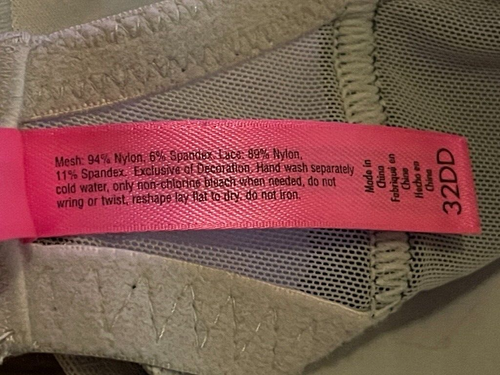 Mesh: 94% Nylon, 6% Spandex. Lace: 89% Nylon,
11% Spandex. Exclusive of Decoration. Hand wash separately
cold water, only non-chlorine bleach when needed, do not
wring or twist, reshape lay flat to dry. do not iron.
Made in
China
Fabriqué en
Chine
Hecho en
China
32DD